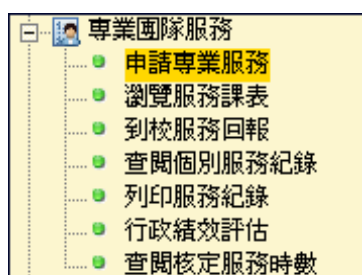 專業團隊服務
申請專業服務
瀏覽服務課表
到校服務回報
查閱個別服務紀錄
列印服務紀錄
行政績效評估
查閱核定服務時數